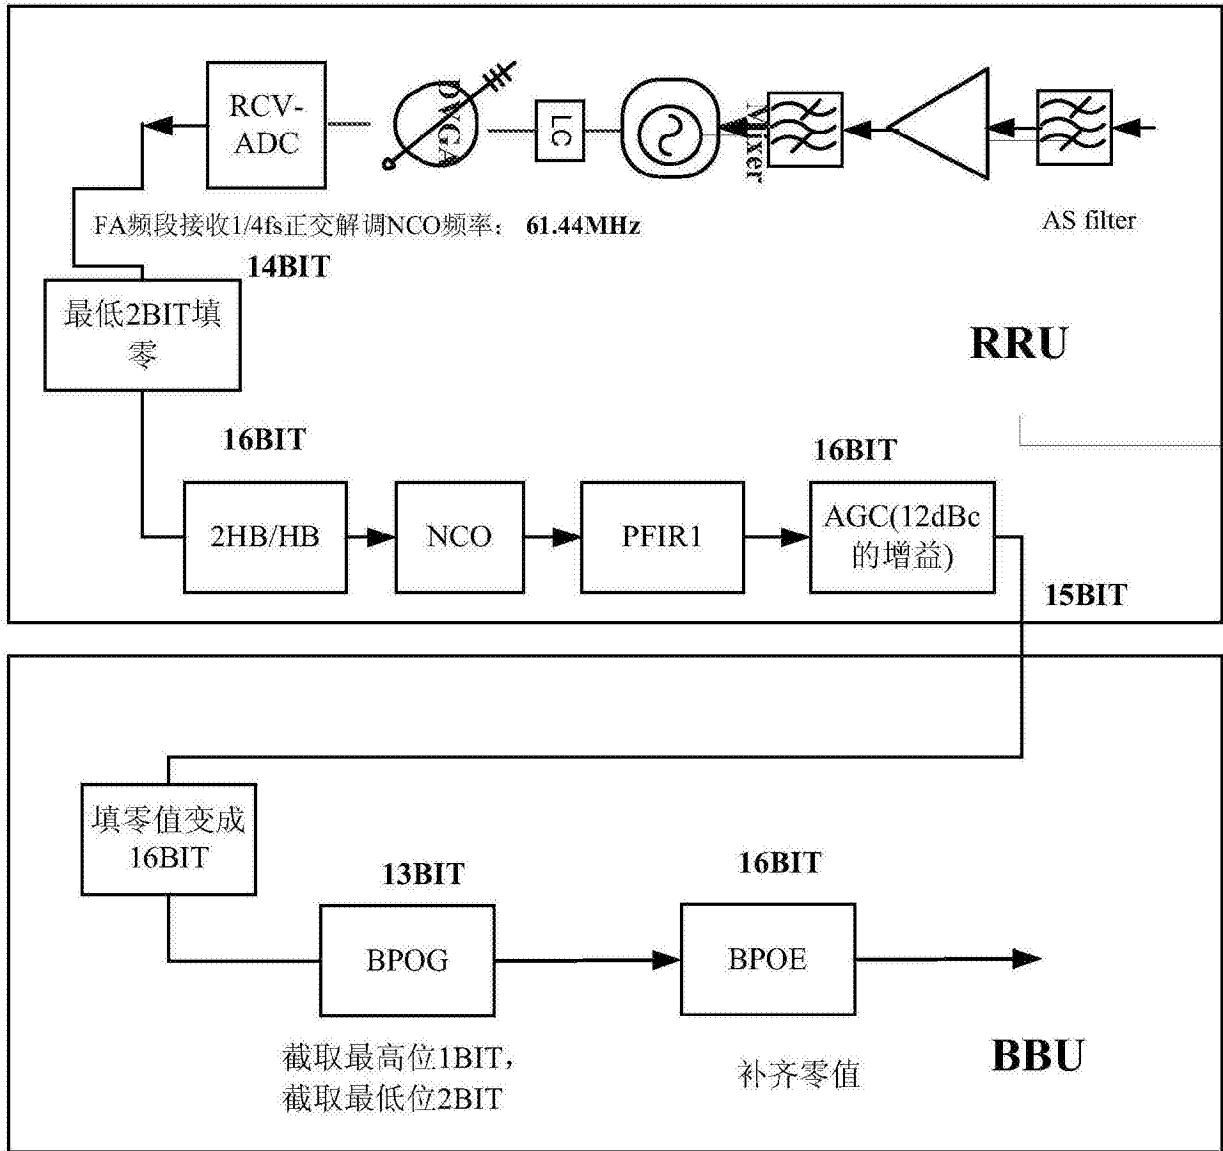 RCV-
ADC
DVGA
LC
Mixer
AS filter
FA频段接收1/4fs正交解调NCO频率： 61.44MHz
14BIT
最低2BIT填
零
RRU
16BIT
16BIT
2HB/HB
NCO
PFIR1
AGC(12dBc
的增益)
15BIT
填零值变成
16BIT
13BIT
16BIT
BPOG
BPOE
BBU
截取最高位1BIT，
截取最低位2BIT
补齐零值